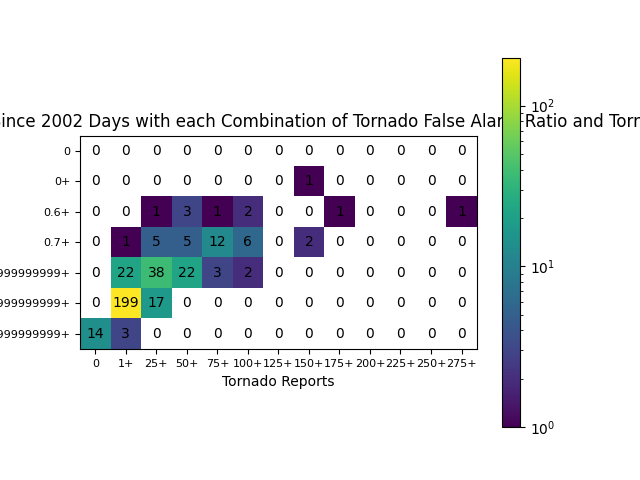 ince 2002 Days with each Combination of Tornado False Alarm Ratio and Torn
0 0 0 0 0 0 0 0 0 0 0 0 0 0
0+ 0 0 0 0 0 0 0 1 0 0 0 0 0
0.6+ 0 0 1 3 1 2 0 0 1 0 0 0 1
0.7+ 0 1 5 5 12 6 0 2 0 0 0 0 0
999999999+ 0 22 38 22 3 2 0 0 0 0 0 0 0
999999999+ 0 199 17 0 0 0 0 0 0 0 0 0 0
999999999+ 14 3 0 0 0 0 0 0 0 0 0 0 0
0 1+ 25+ 50+ 75+ 100+ 125+ 150+ 175+ 200+ 225+ 250+ 275+
Tornado Reports
10²
10¹
10⁰